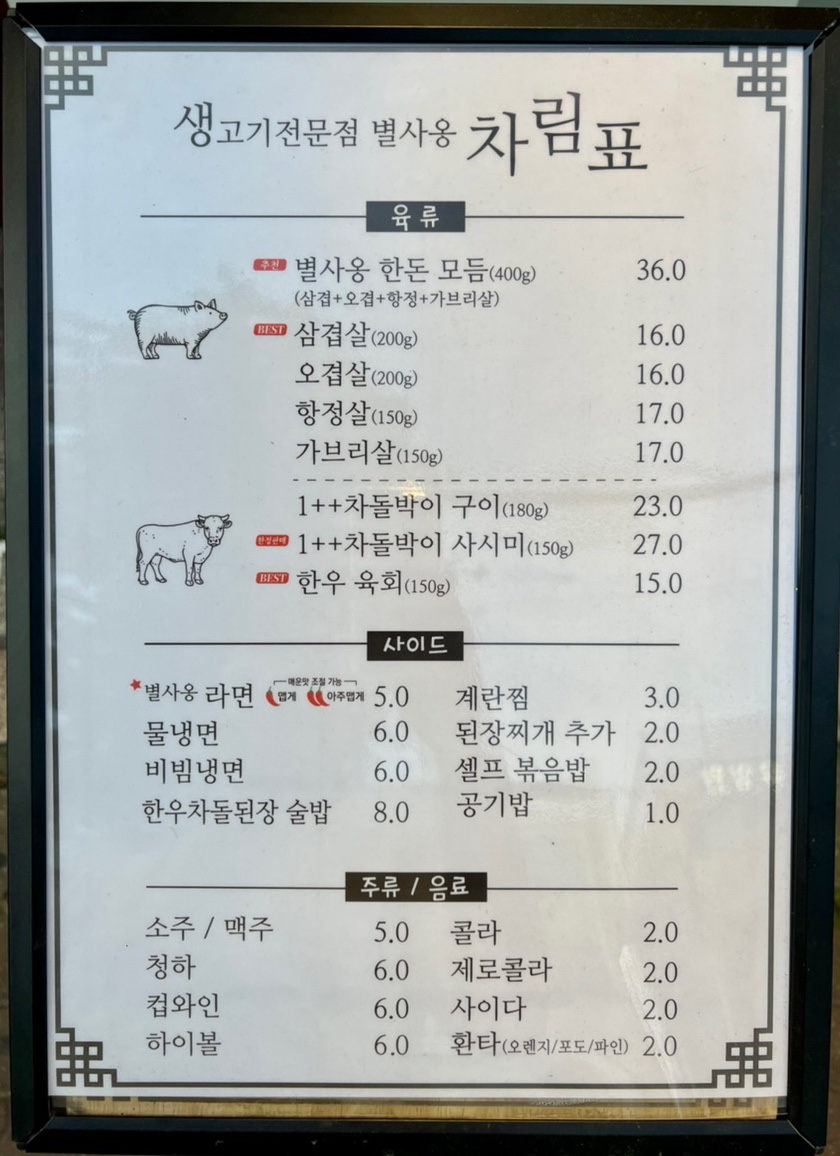 생고기전문점 별사옹 차림표
육류
추천 별사옹 한돈 모듬(400g) 36.0
(삼겹+오겹+항정+가브리살)
BEST 삼겹살(200g) 16.0
오겹살(200g) 16.0
항정살(150g) 17.0
가브리살(150g) 17.0
1++차돌박이 구이(180g) 23.0
한정판매 1++차돌박이 사시미(150g) 27.0
BEST 한우 육회(150g) 15.0
사이드
매운맛 조절 가능
별사옹 라면 맵게 아주맵게 5.0
물냉면 6.0
비빔냉면 6.0
한우차돌된장 술밥 8.0
계란찜 3.0
된장찌개 추가 2.0
셀프 볶음밥 2.0
공기밥 1.0
주류 / 음료
소주 / 맥주 5.0
청하 6.0
컵와인 6.0
하이볼 6.0
콜라 2.0
제로콜라 2.0
사이다 2.0
환타(오렌지/포도/파인) 2.0